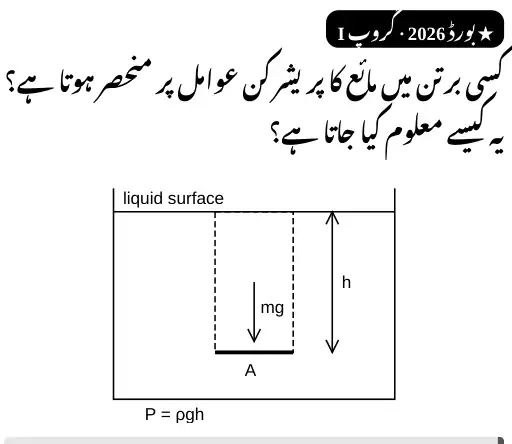 ★ بورڈ 2026 · گروپ I
کسی برتن میں مائع کا پریشر کن عوامل پر منحصر ہوتا ہے؟
یہ کیسے معلوم کیا جاتا ہے؟
liquid surface
h
mg
A
P = ρgh